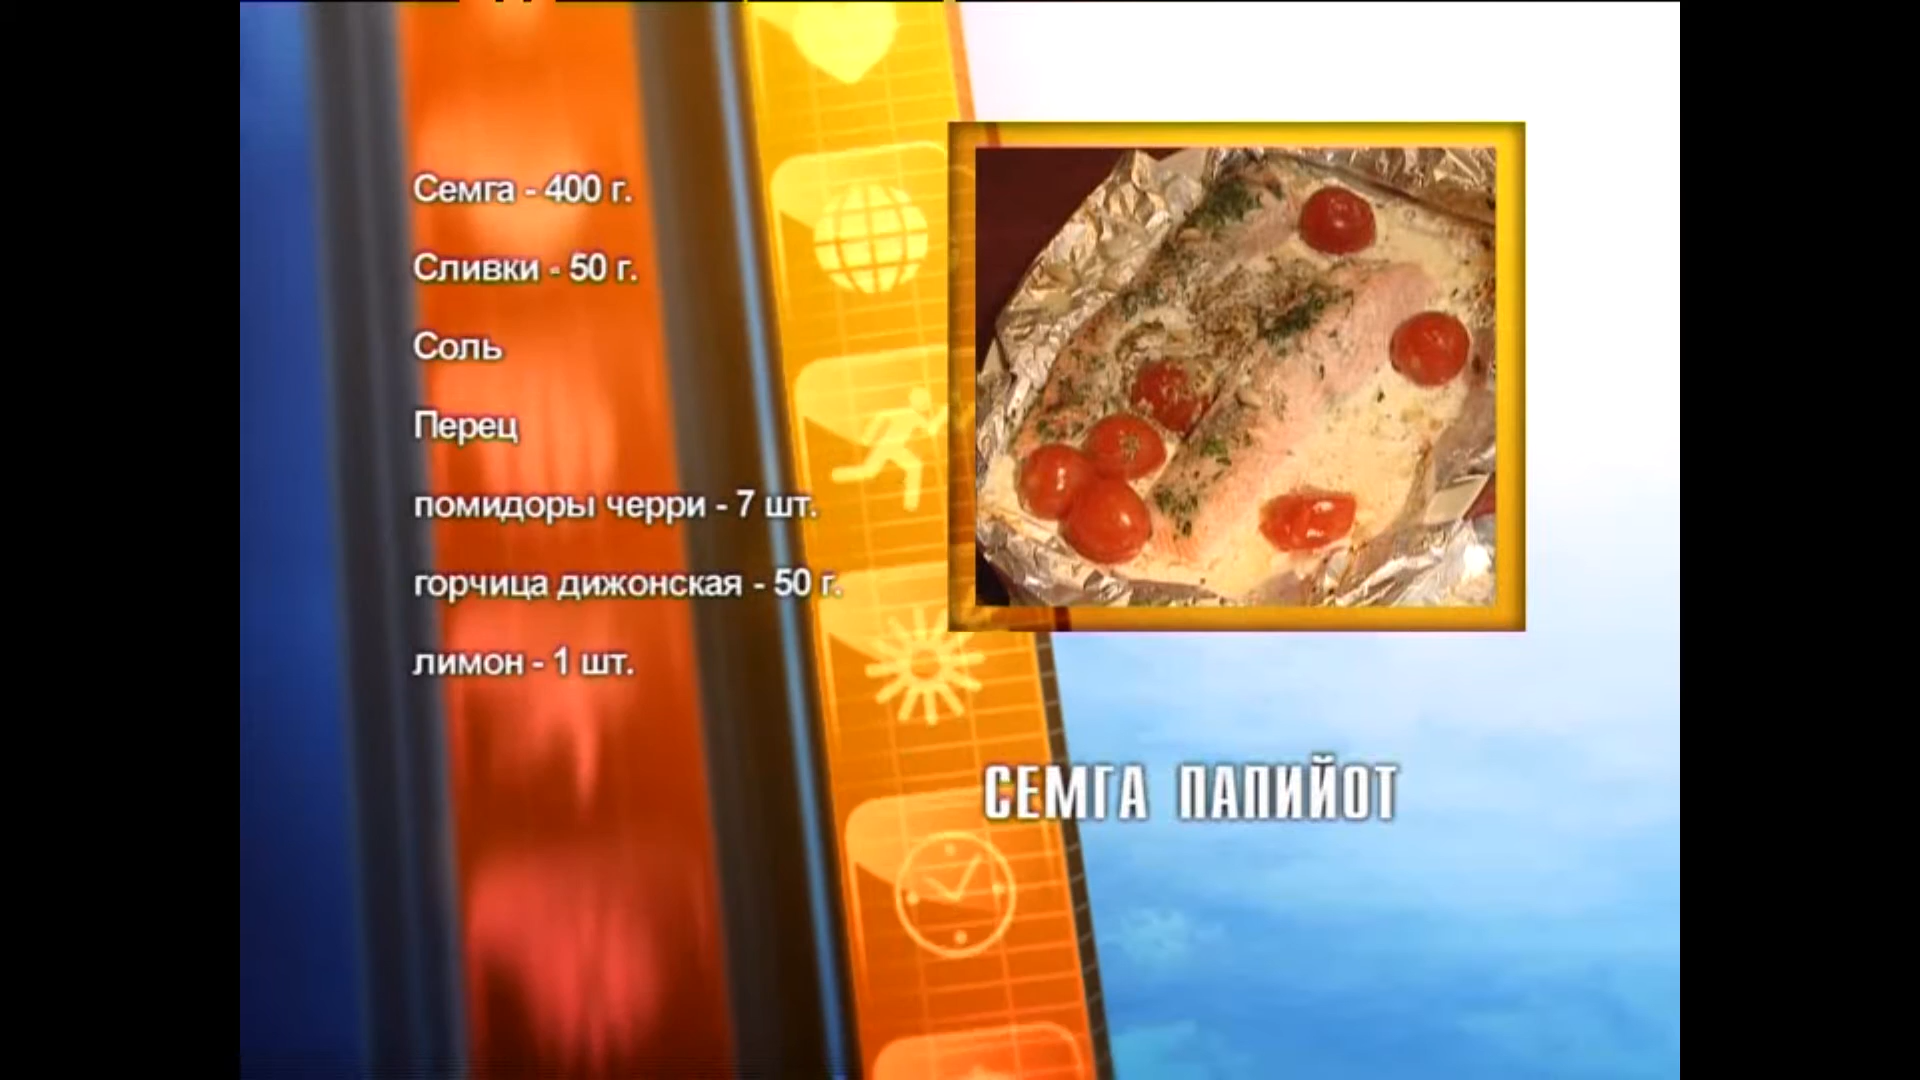 Семга - 400 г.
Сливки - 50 г.
Соль
Перец
помидоры черри - 7 шт.
горчица дижонская - 50 г.
лимон - 1 шт.
СЕМГА ПАПИЙОТ